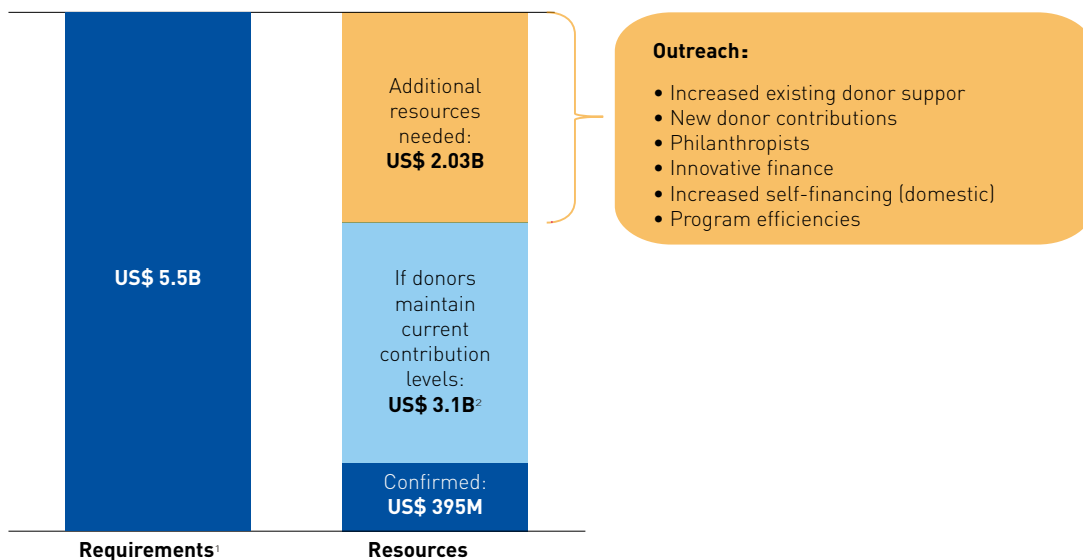 US$ 5.5B
Additional
resources
needed:
US$ 2.03B
If donors
maintain
current
contribution
levels:
US$ 3.1B²
Confirmed:
US$ 395M
Requirements¹
Resources
Outreach:
• Increased existing donor suppor
• New donor contributions
• Philanthropists
• Innovative finance
• Increased self-financing (domestic)
• Program efficiencies